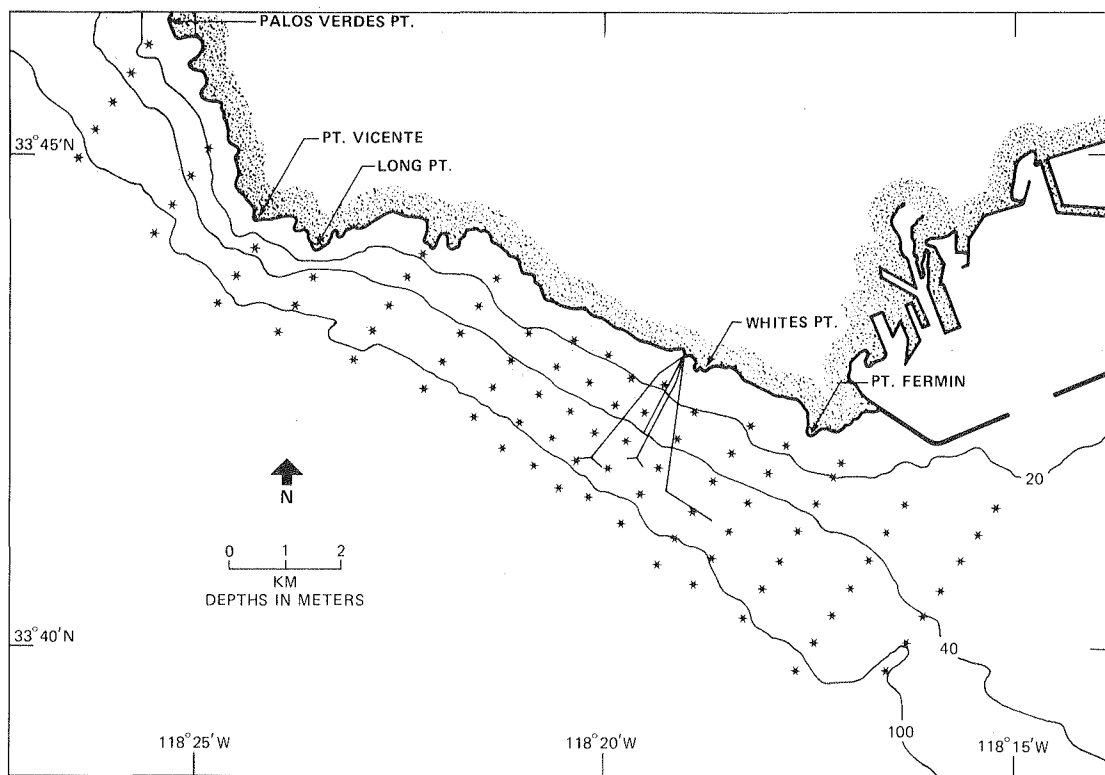 PALOS VERDES PT.
33°45'N
PT. VICENTE
LONG PT.
WHITES PT.
PT. FERMIN
20
N
0 1 2
KM
DEPTHS IN METERS
33°40'N
40
100
118°25'W
118°20'W
118°15'W